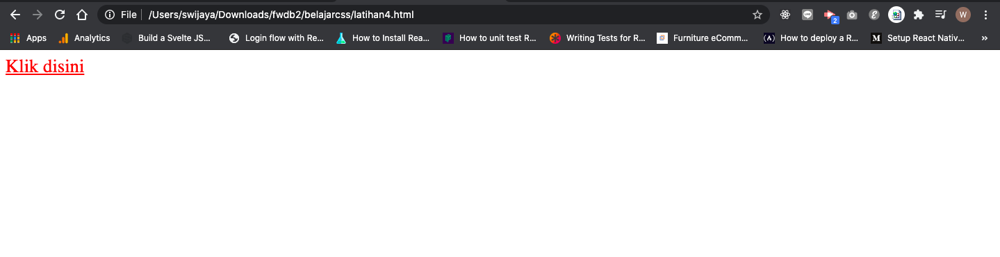 File /Users/swijaya/Downloads/fwdb2/belajarcss/latihan4.html 2 W
Apps Analytics Build a Svelte JS... Login flow with Re... How to Install Rea... How to unit test R... Writing Tests for R... Furniture eComm... How to deploy a R... Setup React Nativ... »
Klik disini